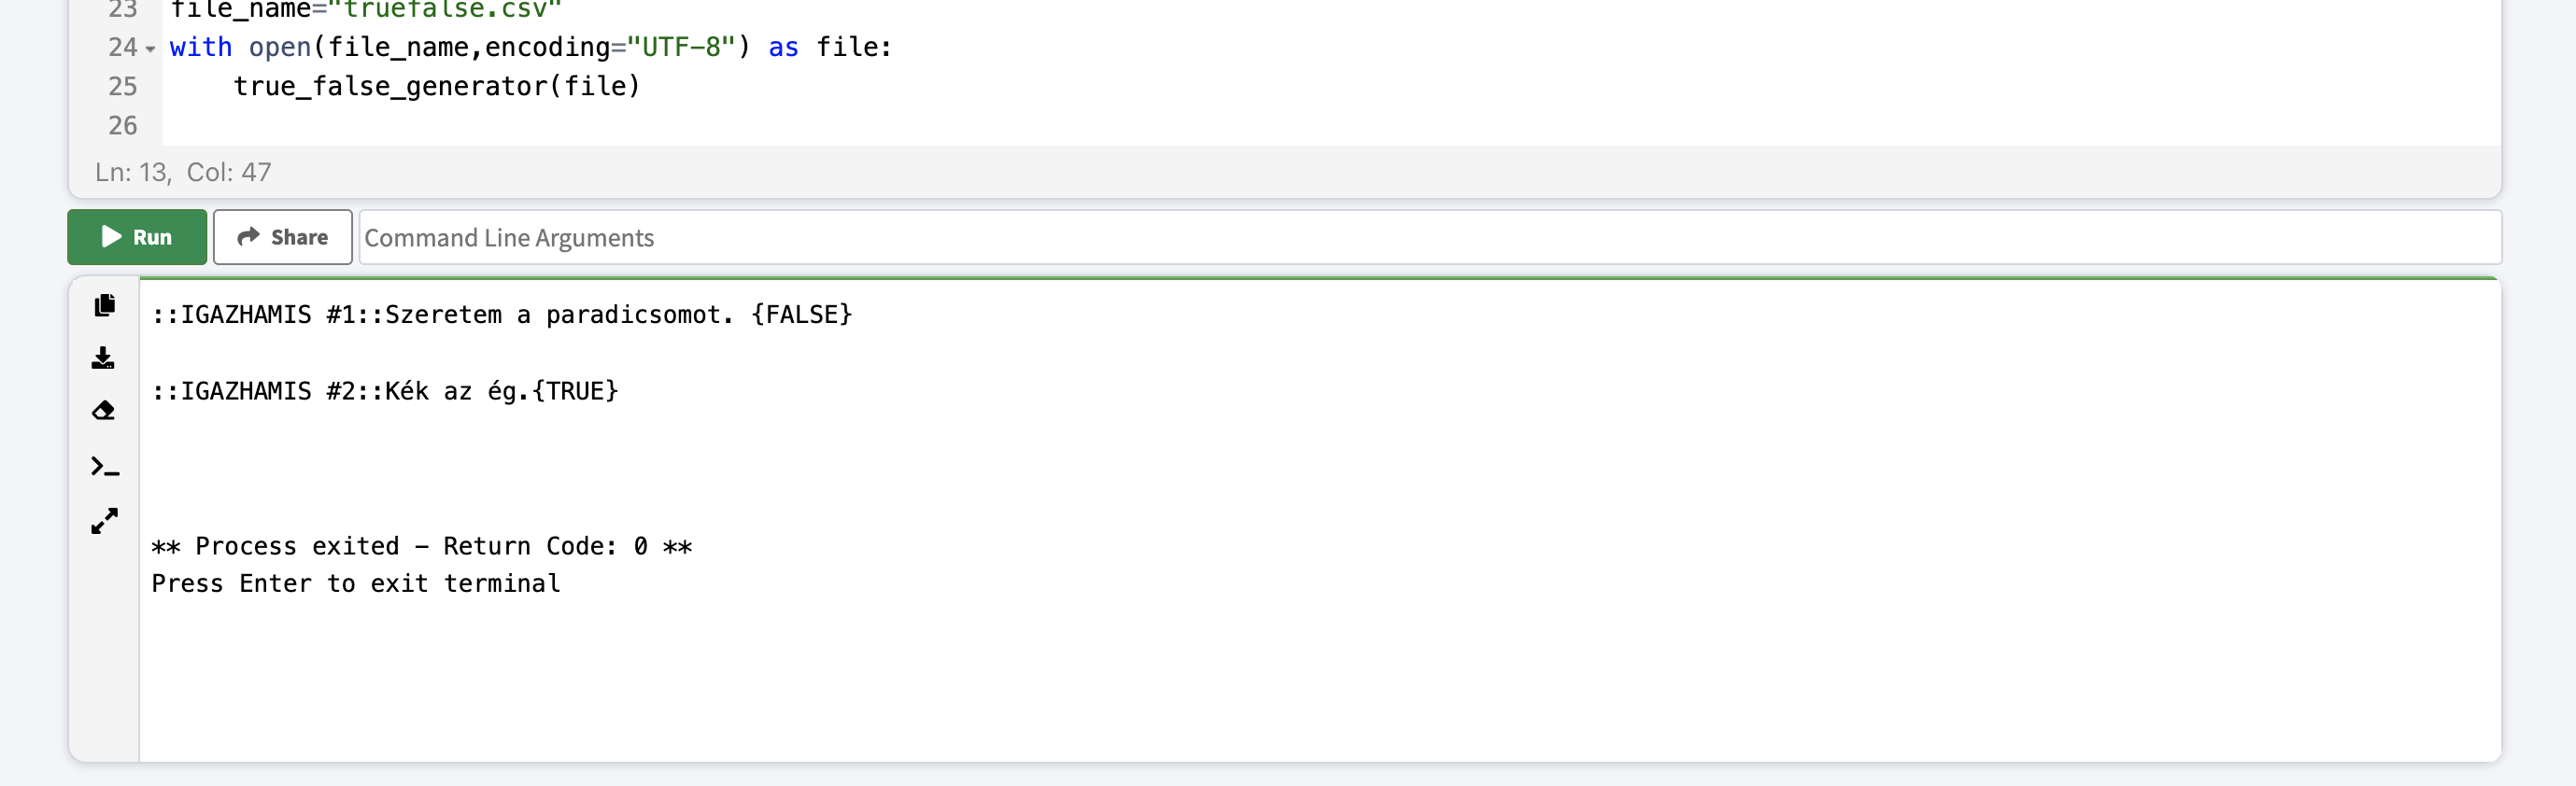 23 file_name="truefalse.csv"
24 with open(file_name,encoding="UTF-8") as file:
25 true_false_generator(file)
26
Ln: 13, Col: 47
Run Share Command Line Arguments
::IGAZHAMIS #1::Szeretem a paradicsomot. {FALSE}
::IGAZHAMIS #2::Kék az ég.{TRUE}
** Process exited - Return Code: 0 **
Press Enter to exit terminal